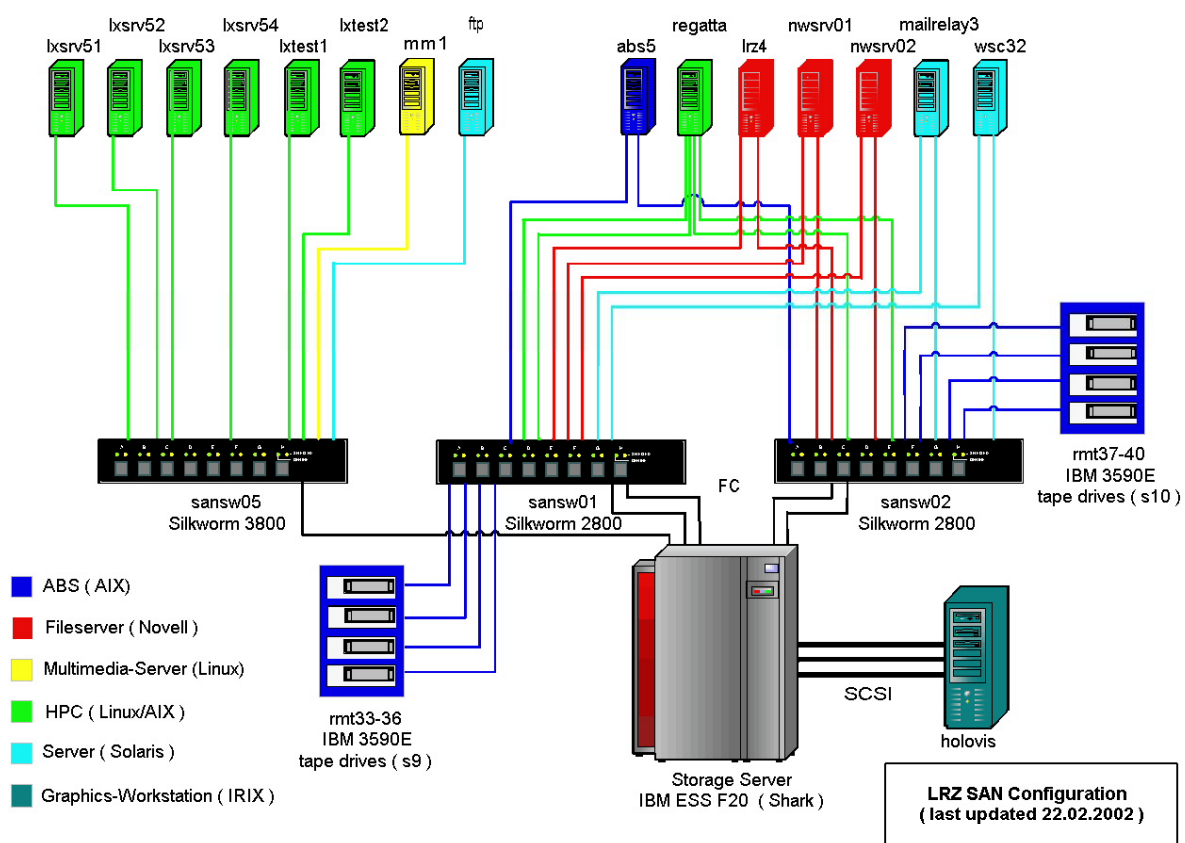 lxsrv51
lxsrv52
lxsrv53
lxsrv54
lxtest1
lxtest2
mm1
ftp
abs5
regatta
lrz4
nwsrv01
nwsrv02
mailrelay3
wsc32
A B C D E F G H
A B C D E F G H
A B C D E F G H
sansw05
Silkworm 3800
sansw01
Silkworm 2800
FC
sansw02
Silkworm 2800
rmt37-40
IBM 3590E
tape drives ( s10 )
ABS ( AIX)
Fileserver ( Novell )
Multimedia-Server (Linux)
HPC ( Linux/AIX )
Server ( Solaris )
Graphics-Workstation ( IRIX )
rmt33-36
IBM 3590E
tape drives ( s9 )
SCSI
holovis
Storage Server
IBM ESS F20 ( Shark )
LRZ SAN Configuration
( last updated 22.02.2002 )